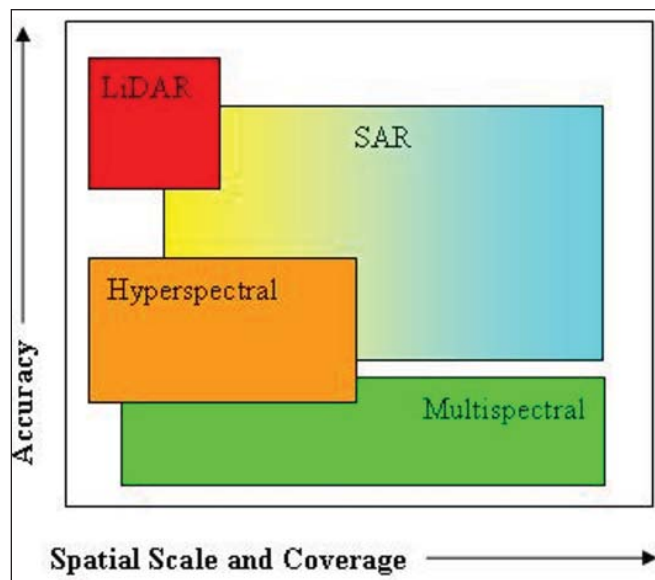 LiDAR
SAR
Hyperspectral
Multispectral
Accuracy
Spatial Scale and Coverage